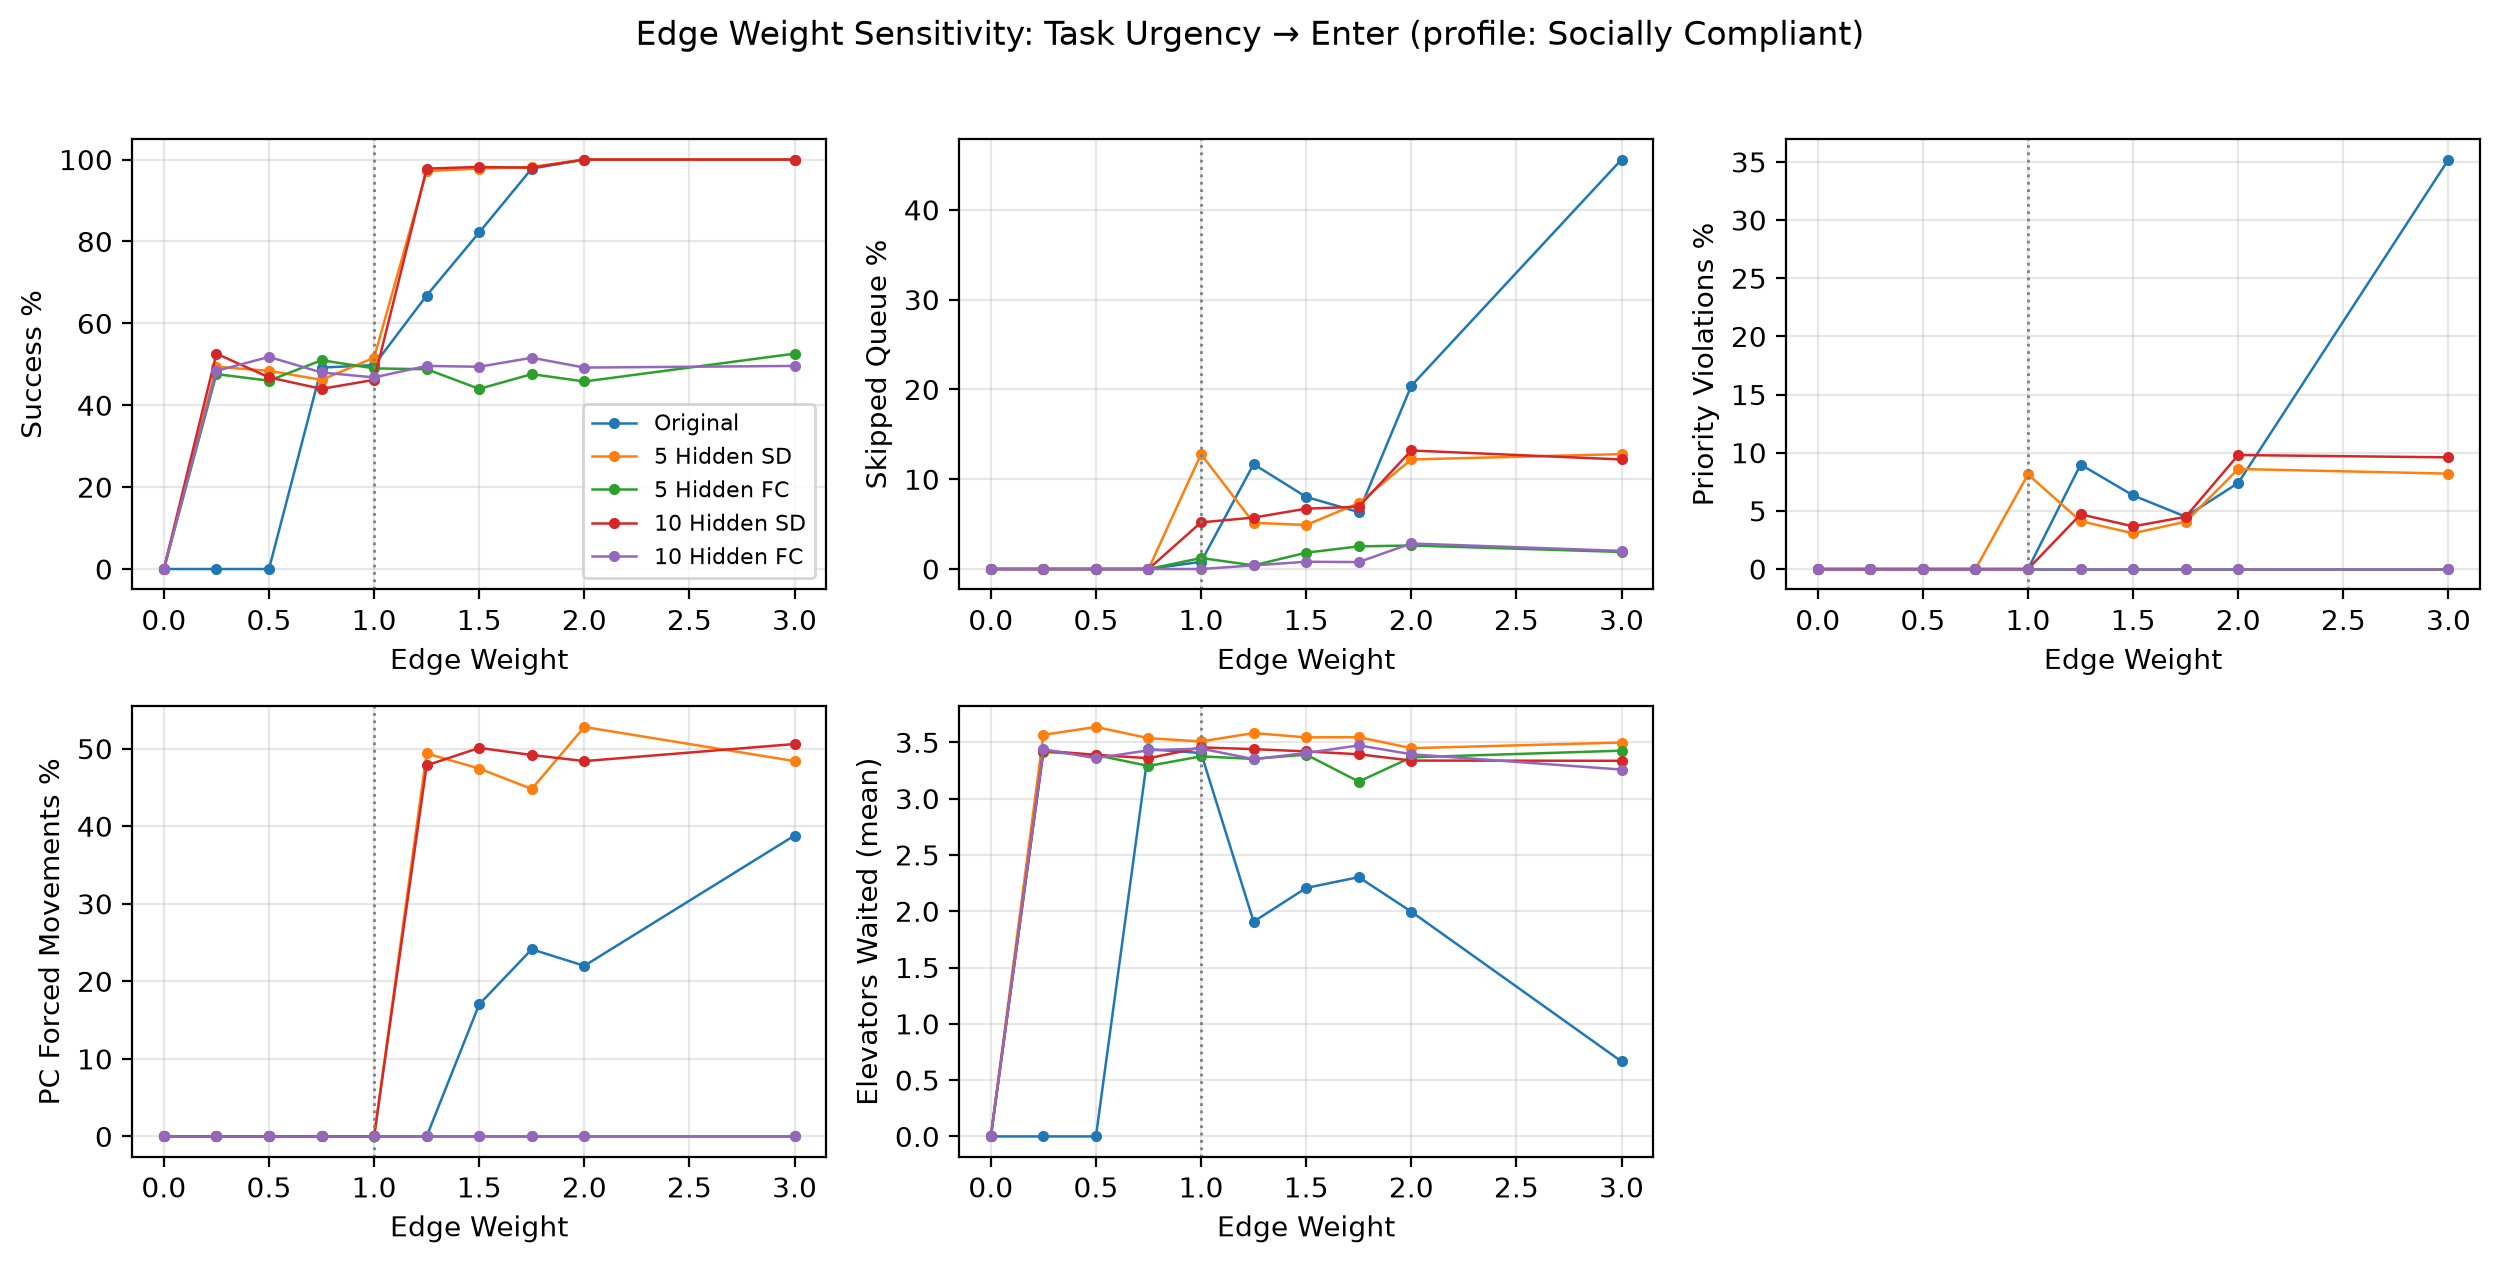 Edge Weight Sensitivity: Task Urgency → Enter (profile: Socially Compliant)
Success %
100
80
60
40
20
0
Original
5 Hidden SD
5 Hidden FC
10 Hidden SD
10 Hidden FC
0.0 0.5 1.0 1.5 2.0 2.5 3.0
Edge Weight
Skipped Queue %
40
30
20
10
0
0.0 0.5 1.0 1.5 2.0 2.5 3.0
Edge Weight
Priority Violations %
35
30
25
20
15
10
5
0
0.0 0.5 1.0 1.5 2.0 2.5 3.0
Edge Weight
PC Forced Movements %
50
40
30
20
10
0
0.0 0.5 1.0 1.5 2.0 2.5 3.0
Edge Weight
Elevators Waited (mean)
3.5
3.0
2.5
2.0
1.5
1.0
0.5
0.0
0.0 0.5 1.0 1.5 2.0 2.5 3.0
Edge Weight